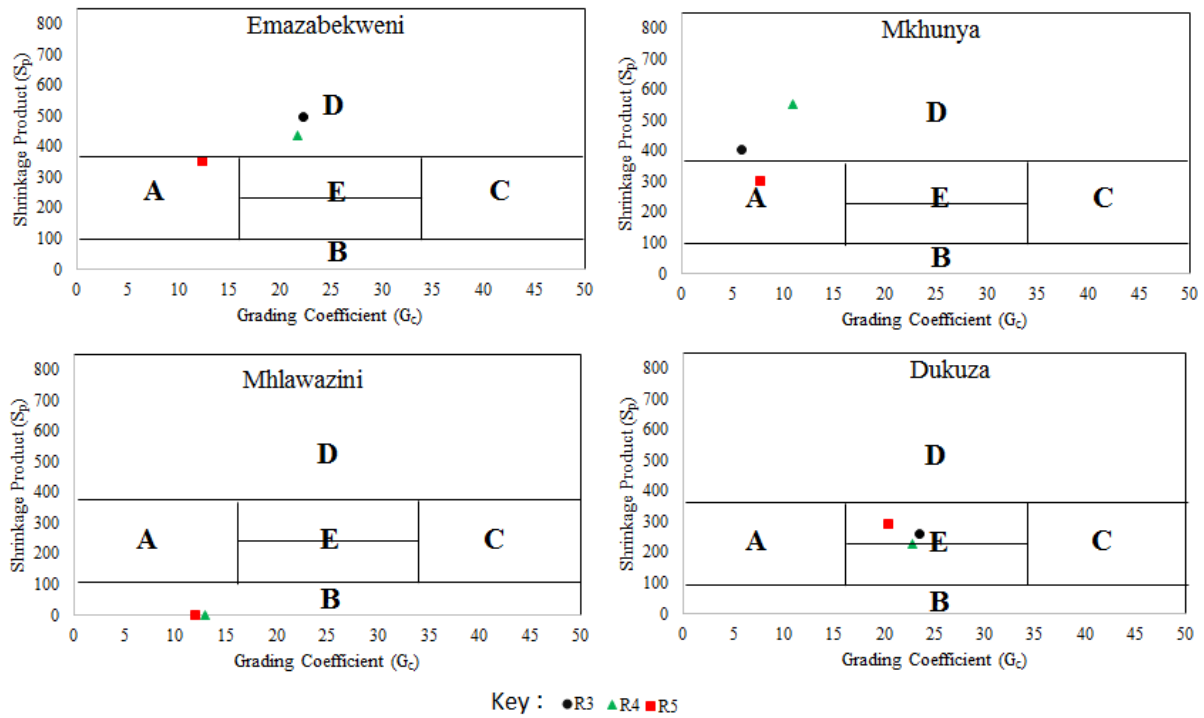 Emazabekweni
Shrinkage Product (Sp)
800
700
600
500
400
300
200
100
0
D
A
E
C
B
0 5 10 15 20 25 30 35 40 45 50
Grading Coefficient (Gc)
Mkhunya
Shrinkage Product (Sp)
800
700
600
500
400
300
200
100
0
D
A
E
C
B
0 5 10 15 20 25 30 35 40 45 50
Grading Coefficient (Gc)
Mhlawazini
Shrinkage Product (Sp)
800
700
600
500
400
300
200
100
0
D
A
E
C
B
0 5 10 15 20 25 30 35 40 45 50
Grading Coefficient (Gc)
Dukuza
Shrinkage Product (Sp)
800
700
600
500
400
300
200
100
0
D
A
E
C
B
0 5 10 15 20 25 30 35 40 45 50
Grading Coefficient (Gc)
Key : R3 R4 R5